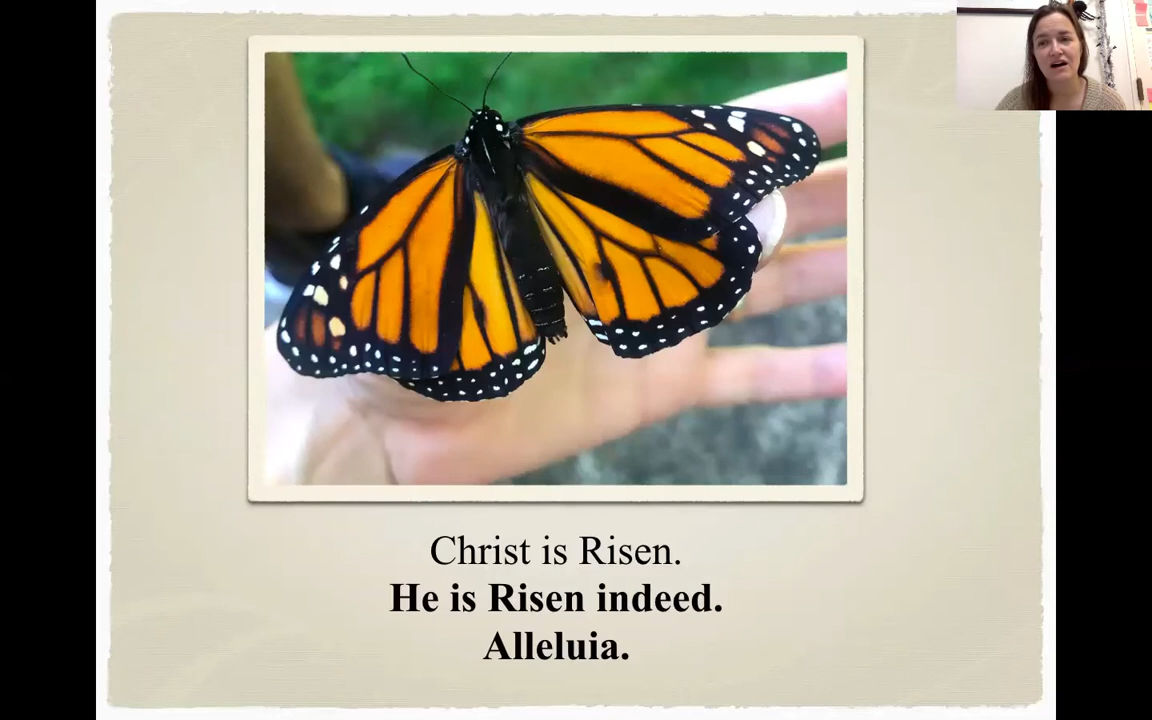 Christ is Risen.
He is Risen indeed.
Alleluia.